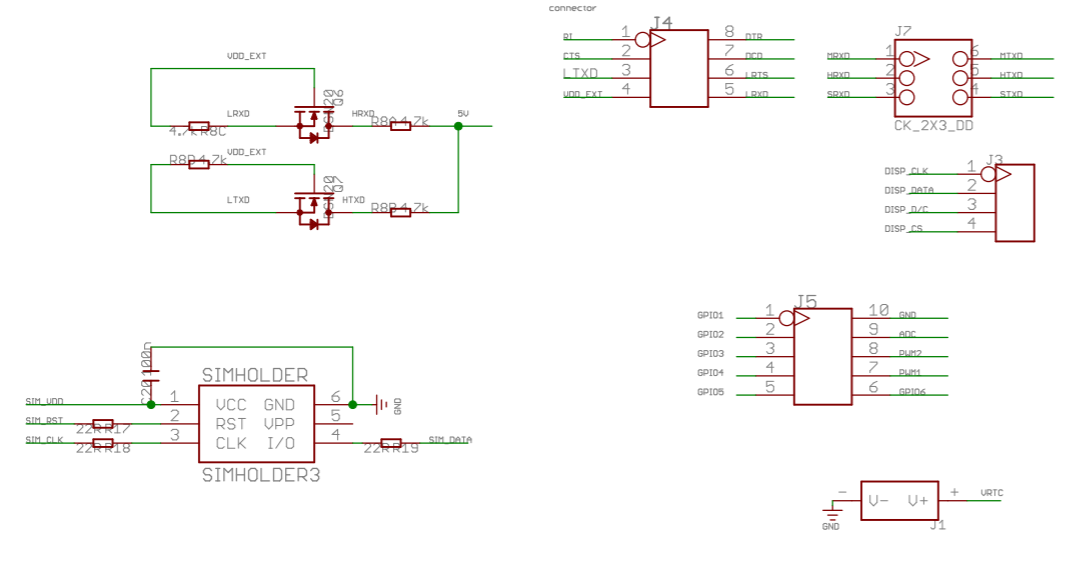 connector
J4
RI 1 8 DTR
CTS 2 7 DCD
LTXD 3 6 LRTS
VDD_EXT 4 5 LRXD
J7
MRXD 1 6 MTXD
HRXD 2 5 HTXD
SRXD 3 4 STXD
CK_2X3_DD
VDD_EXT
LRXD
Q6
HRXD
5V
4.7k R8C
R8A 4.7k
VDD_EXT
R8D 4.7k
LTXD
Q7
HTXD
R8B 4.7k
J3
DISP_CLK 1
DISP_DATA 2
DISP_D/C 3
DISP_CS 4
J5
GPIO1 1 10 GND
GPIO2 2 9 ADC
GPIO3 3 8 PWM2
GPIO4 4 7 PWM1
GPIO5 5 6 GPIO6
100n
SIMHOLDER
SIM_VDD 1 VCC GND 6 GND
SIM_RST 22R R17 2 RST VPP 5
SIM_CLK 22R R18 3 CLK I/O 4 22R R19 SIM_DATA
SIMHOLDER3
- V- V+ + VRTC
GND
J1